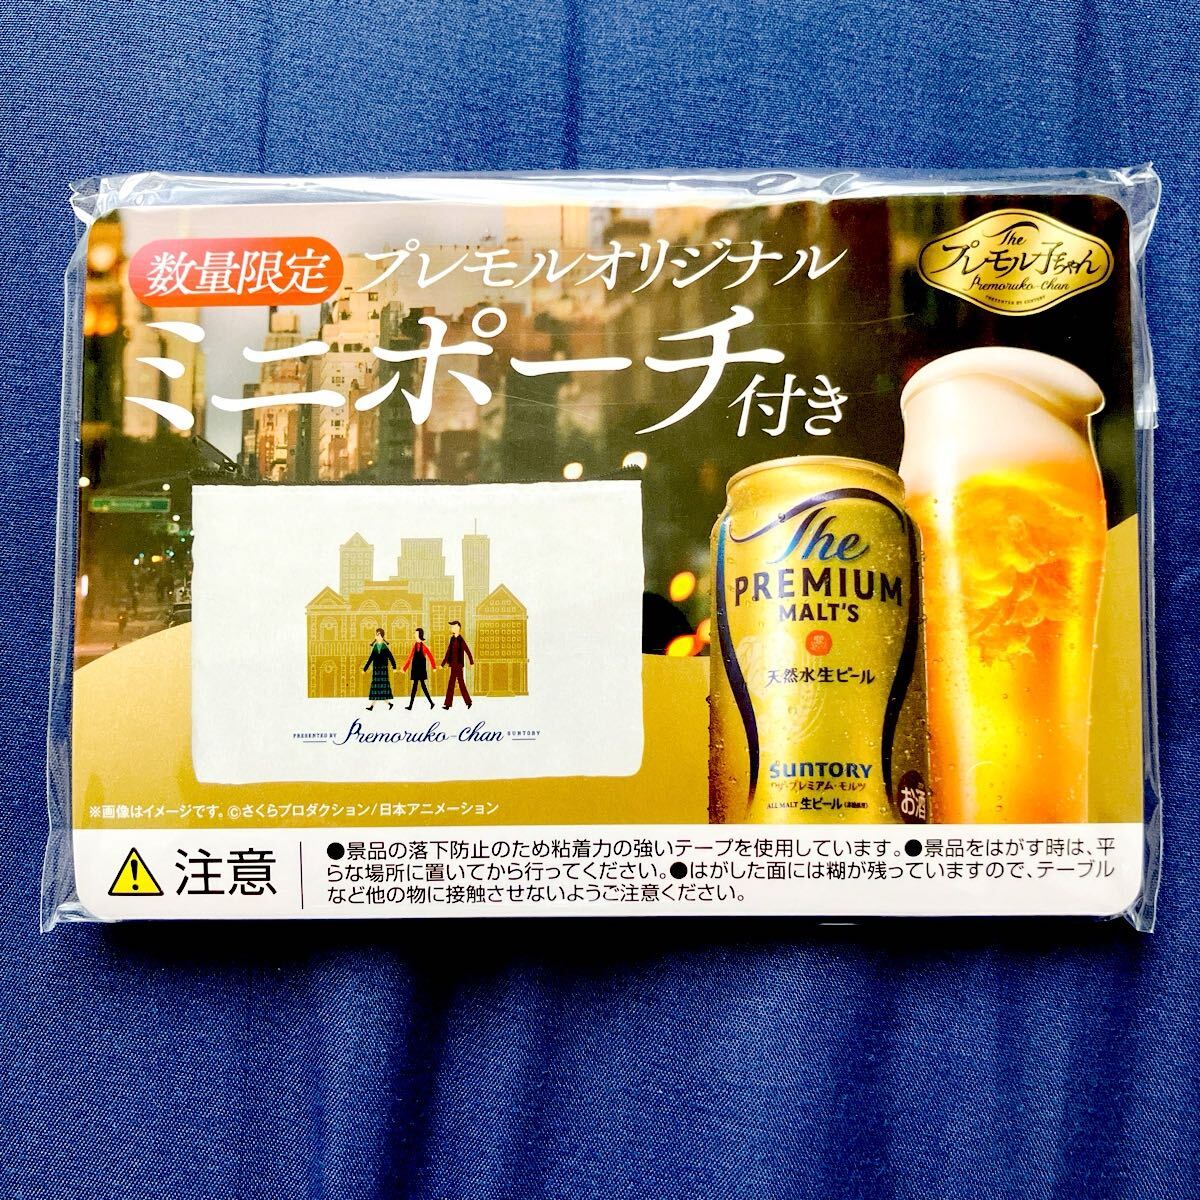 数量限定 プレモルオリジナル
ミニポーチ付き
The
プレモル子ちゃん
Premoruko-Chan
PRESENTED BY SUNTORY
The
PREMIUM
MALT'S
天然水生ビール
SUNTORY
ザ・プレミアム・モルツ
ALL MALT 生ビール(非熱処理)
お酒
PRESENTED BY Premoruko-chan SUNTORY
※画像はイメージです。©さくらプロダクション/日本アニメーション
注意
●景品の落下防止のため粘着力の強いテープを使用しています。●景品をはがす時は、平
らな場所に置いてから行ってください。●はがした面には糊が残っていますので、テーブル
など他の物に接触させないようご注意ください。